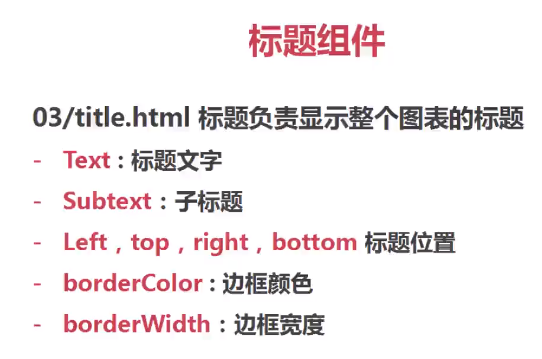 标题组件
03/title.html 标题负责显示整个图表的标题
- Text : 标题文字
- Subtext：子标题
- Left，top，right，bottom 标题位置
- borderColor : 边框颜色
- borderWidth：边框宽度